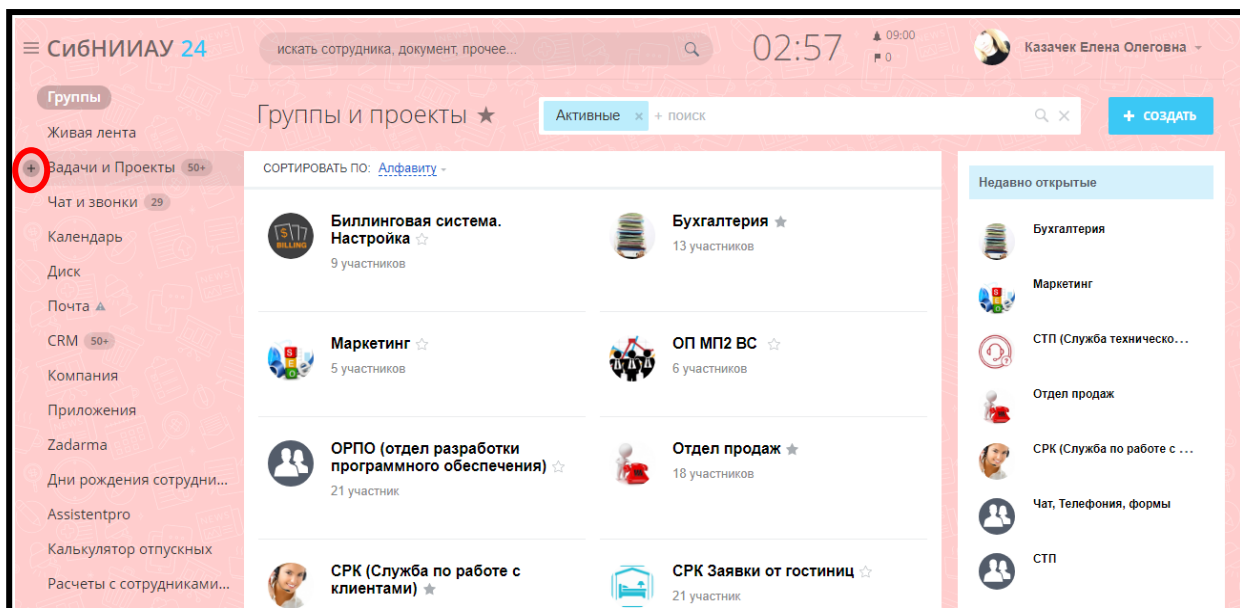 СибНИИАУ 24
искать сотрудника, документ, прочее...
02:57
09:00
0
Казачек Елена Олеговна
Группы
Живая лента
Задачи и Проекты 50+
Чат и звонки 29
Календарь
Диск
Почта
CRM 50+
Компания
Приложения
Zadarma
Дни рождения сотрудни...
Assistentpro
Калькулятор отпускных
Расчеты с сотрудниками...
Группы и проекты
Активные × + поиск
+ СОЗДАТЬ
СОРТИРОВАТЬ ПО: Алфавиту
Биллинговая система.
Настройка
9 участников
Бухгалтерия
13 участников
Маркетинг
5 участников
ОП МП2 ВС
6 участников
ОРПО (отдел разработки
программного обеспечения)
21 участник
Отдел продаж
18 участников
СРК (Служба по работе с
клиентами)
СРК Заявки от гостиниц
21 участник
Недавно открытые
Бухгалтерия
Маркетинг
СТП (Служба техническо...
Отдел продаж
СРК (Служба по работе с ...
Чат, Телефония, формы
СТП
BILLING
SEO